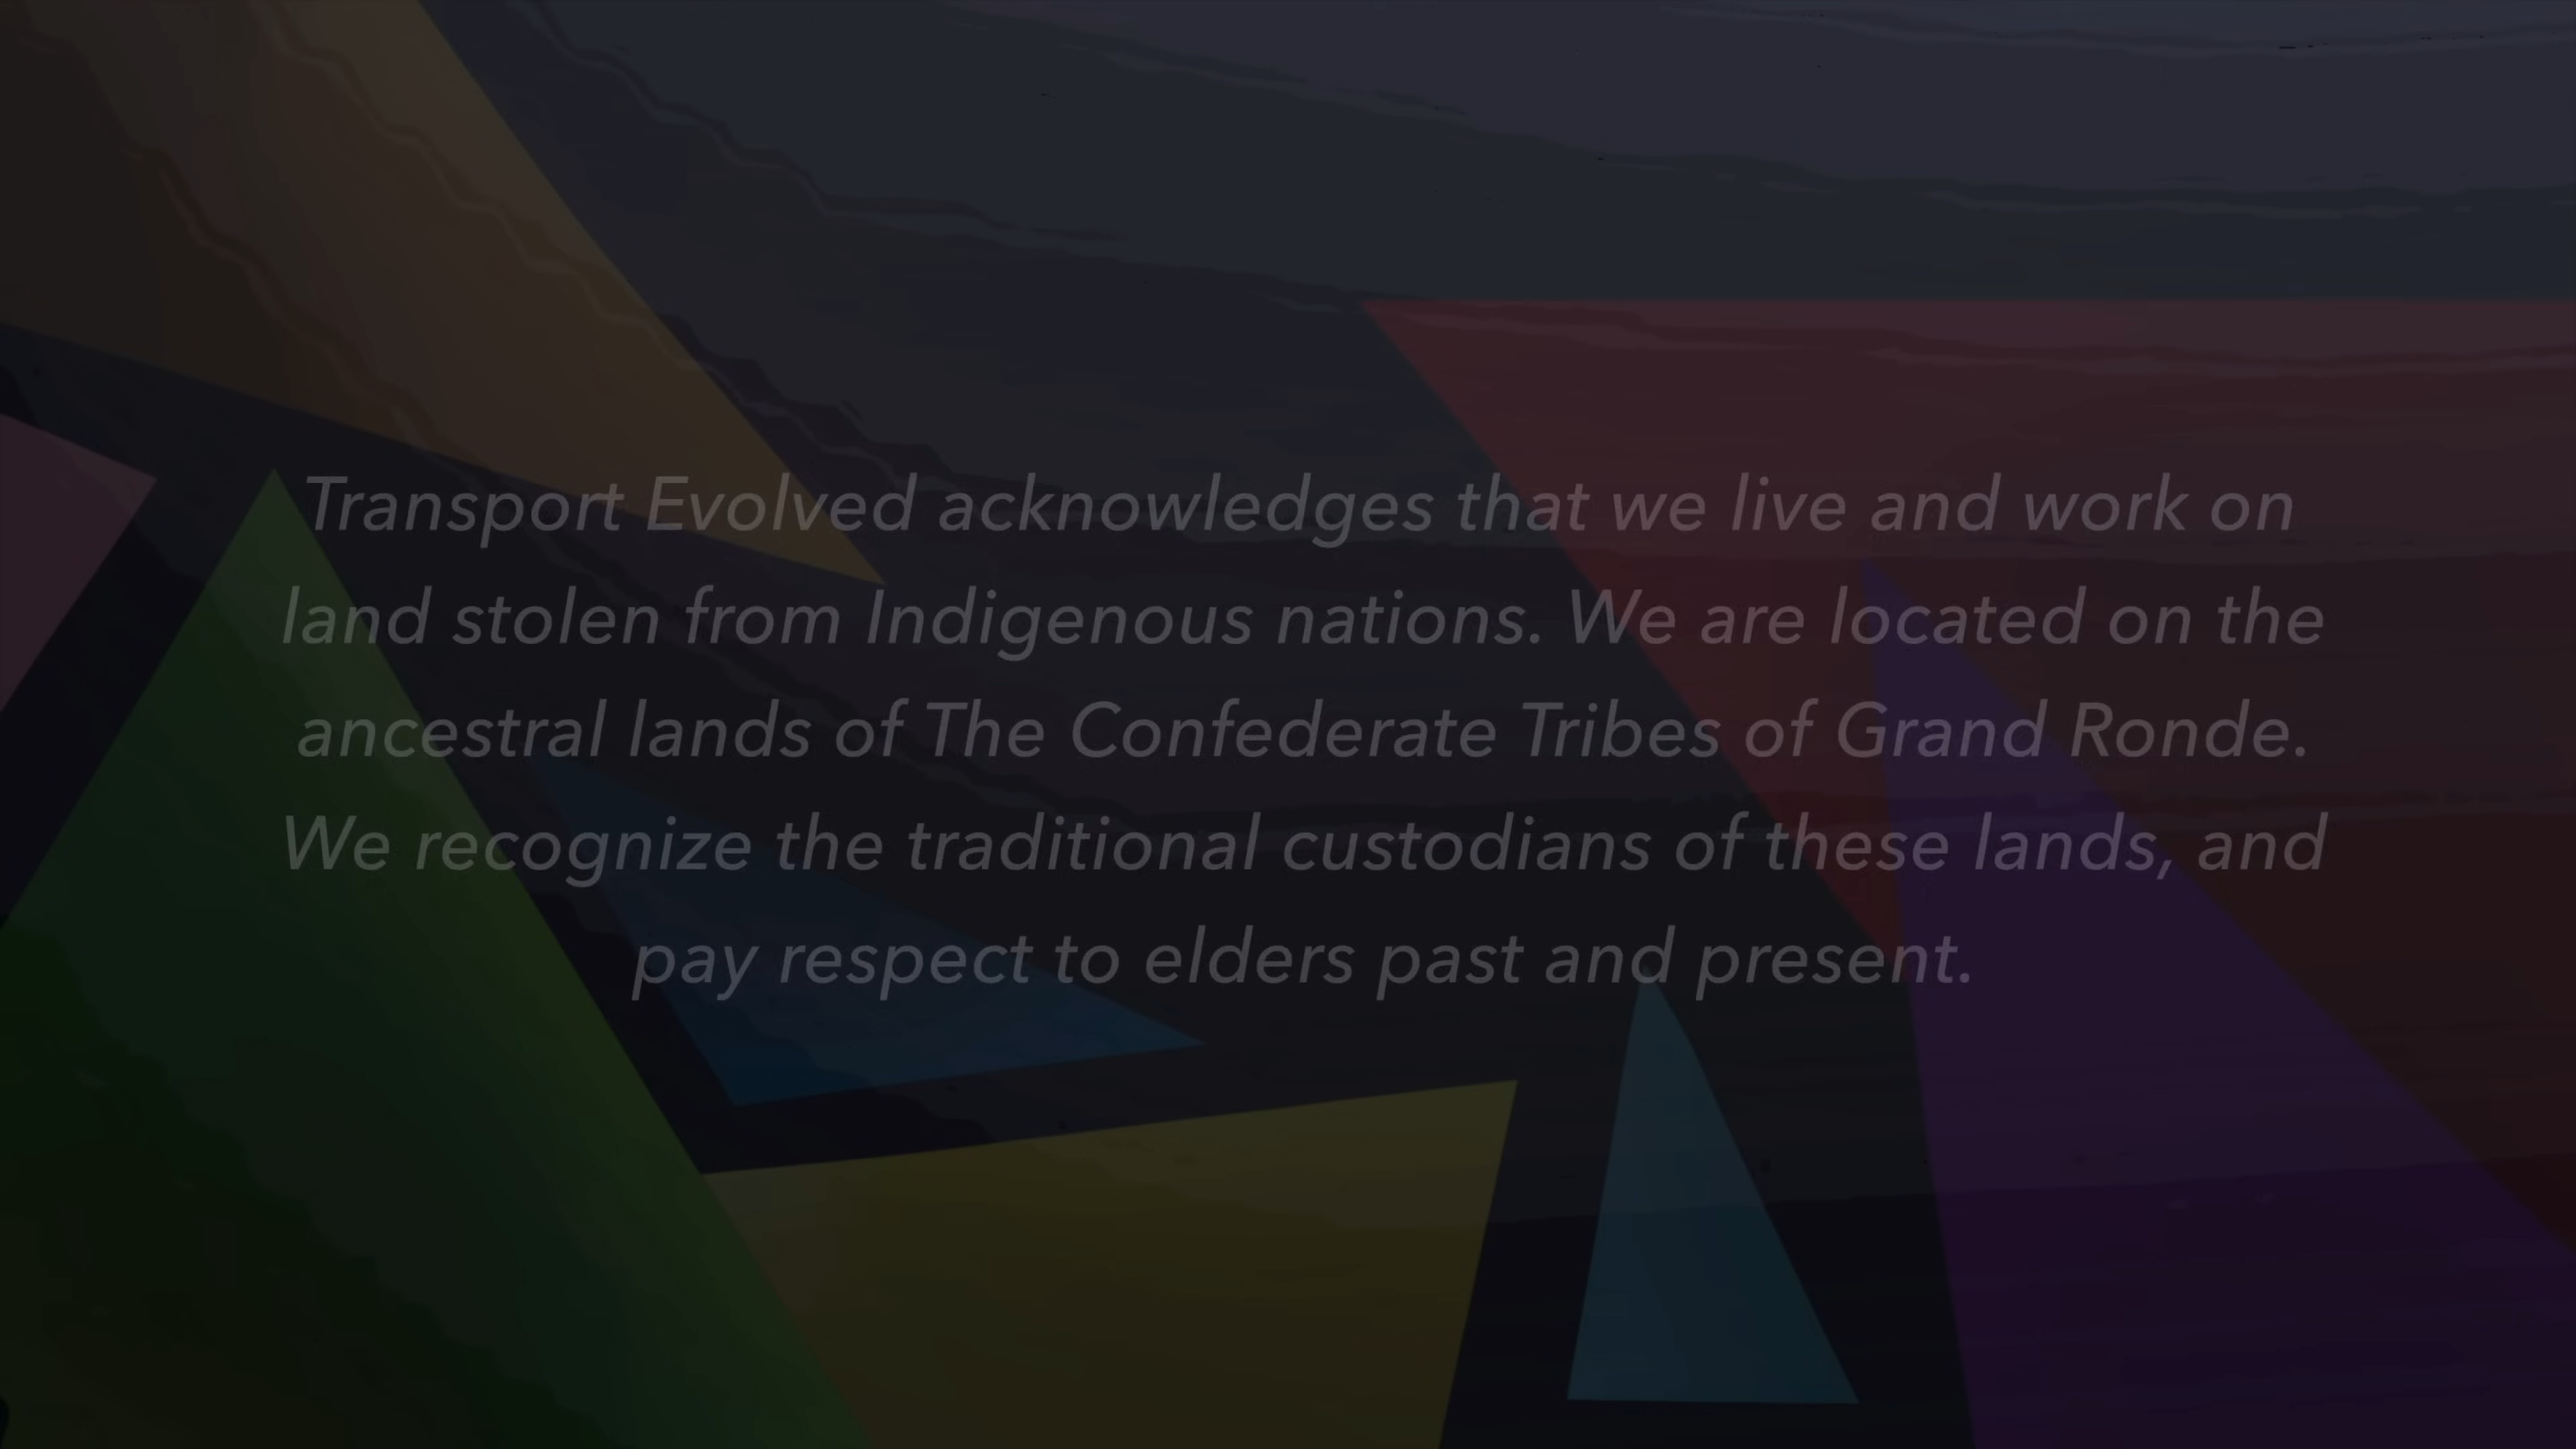 Transport Evolved acknowledges that we live and work on
land stolen from Indigenous nations. We are located on the
ancestral lands of The Confederate Tribes of Grand Ronde.
We recognize the traditional custodians of these lands, and
pay respect to elders past and present.